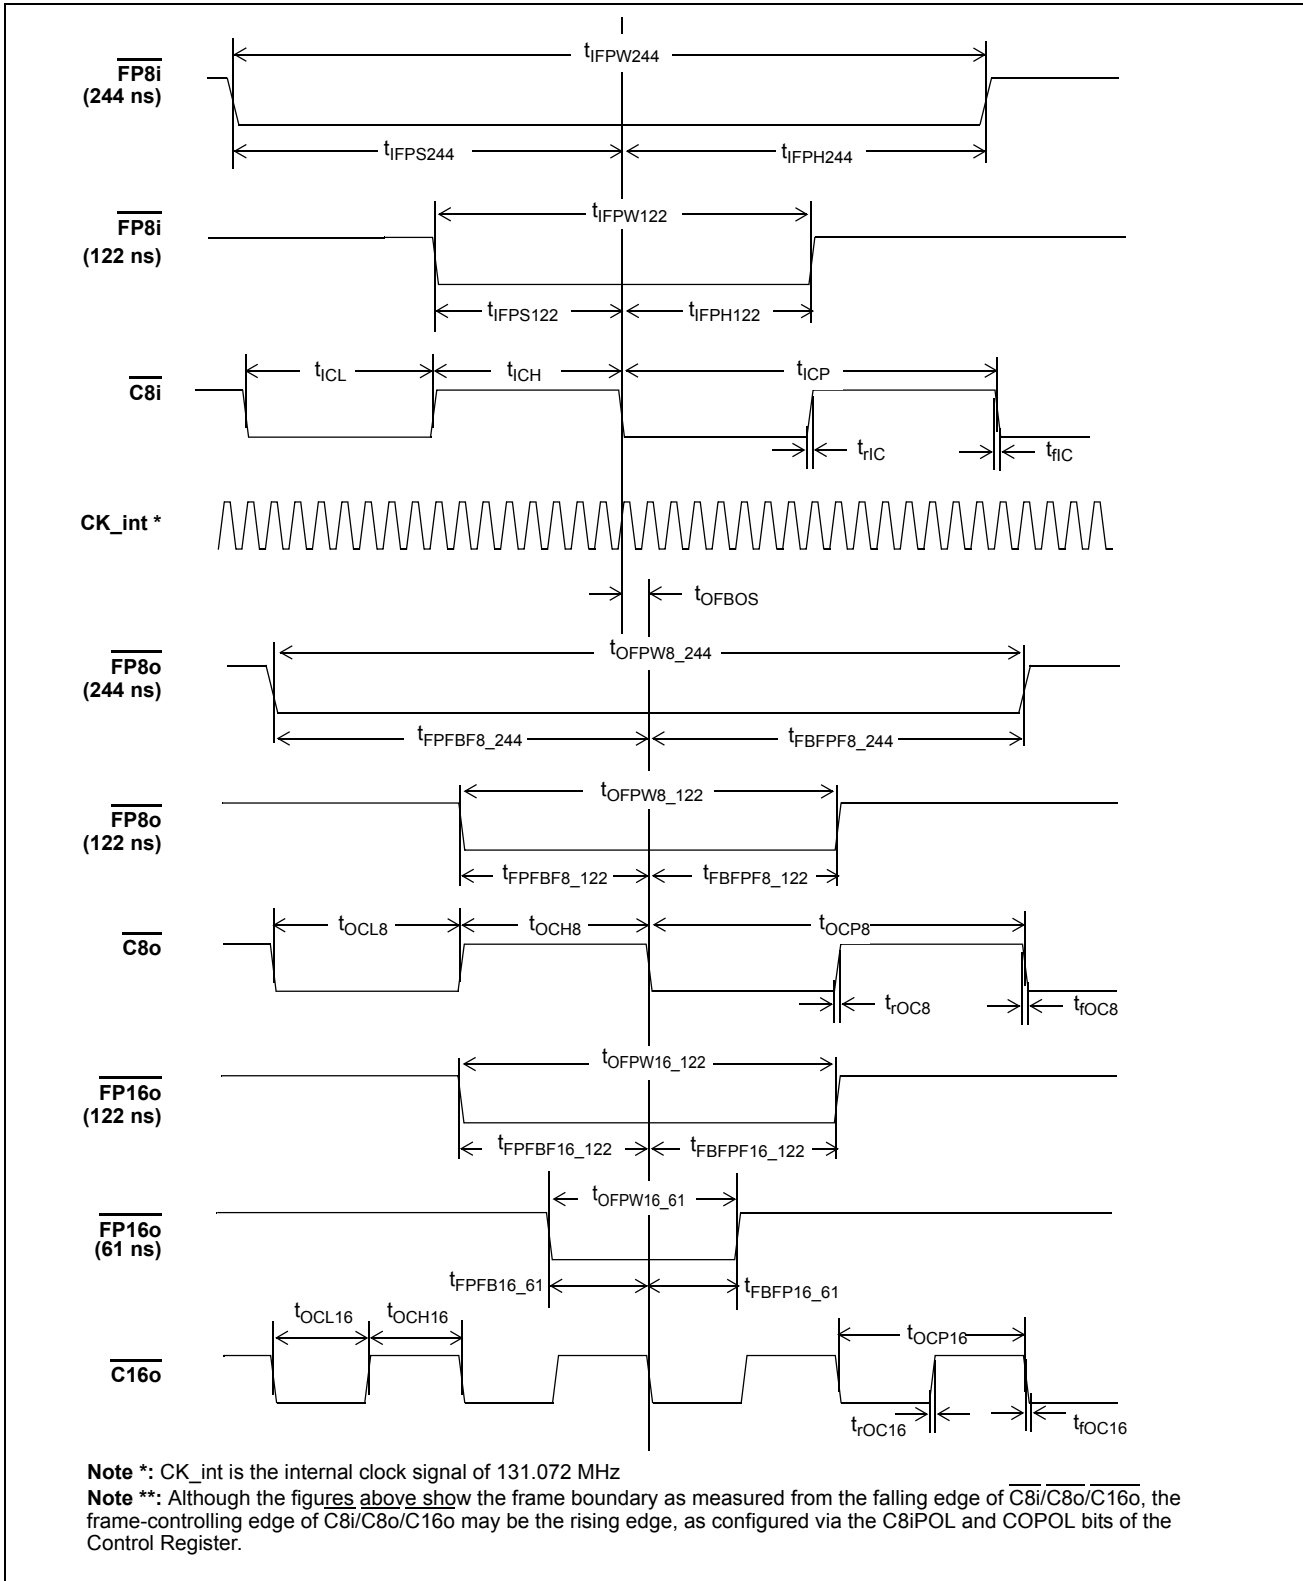 tIFPW244
FP8i
(244 ns)
tIFPS244
tIFPH244
tIFPW122
FP8i
(122 ns)
tIFPS122
tIFPH122
tICL
tICH
tICP
C8i
trIC
tfIC
CK_int *
tOFBOS
tOFPW8_244
FP8o
(244 ns)
tFPFBF8_244
tFBFPF8_244
tOFPW8_122
FP8o
(122 ns)
tFPFBF8_122
tFBFPF8_122
tOCL8
tOCH8
tOCP8
C8o
trOC8
tfOC8
tOFPW16_122
FP16o
(122 ns)
tFPFBF16_122
tFBFPF16_122
tOFPW16_61
FP16o
(61 ns)
tFPFB16_61
tFBFP16_61
tOCL16
tOCH16
tOCP16
C16o
trOC16
tfOC16
Note *: CK_int is the internal clock signal of 131.072 MHz
Note **: Although the figures above show the frame boundary as measured from the falling edge of C8i/C8o/C16o, the
frame-controlling edge of C8i/C8o/C16o may be the rising edge, as configured via the C8iPOL and COPOL bits of the
Control Register.